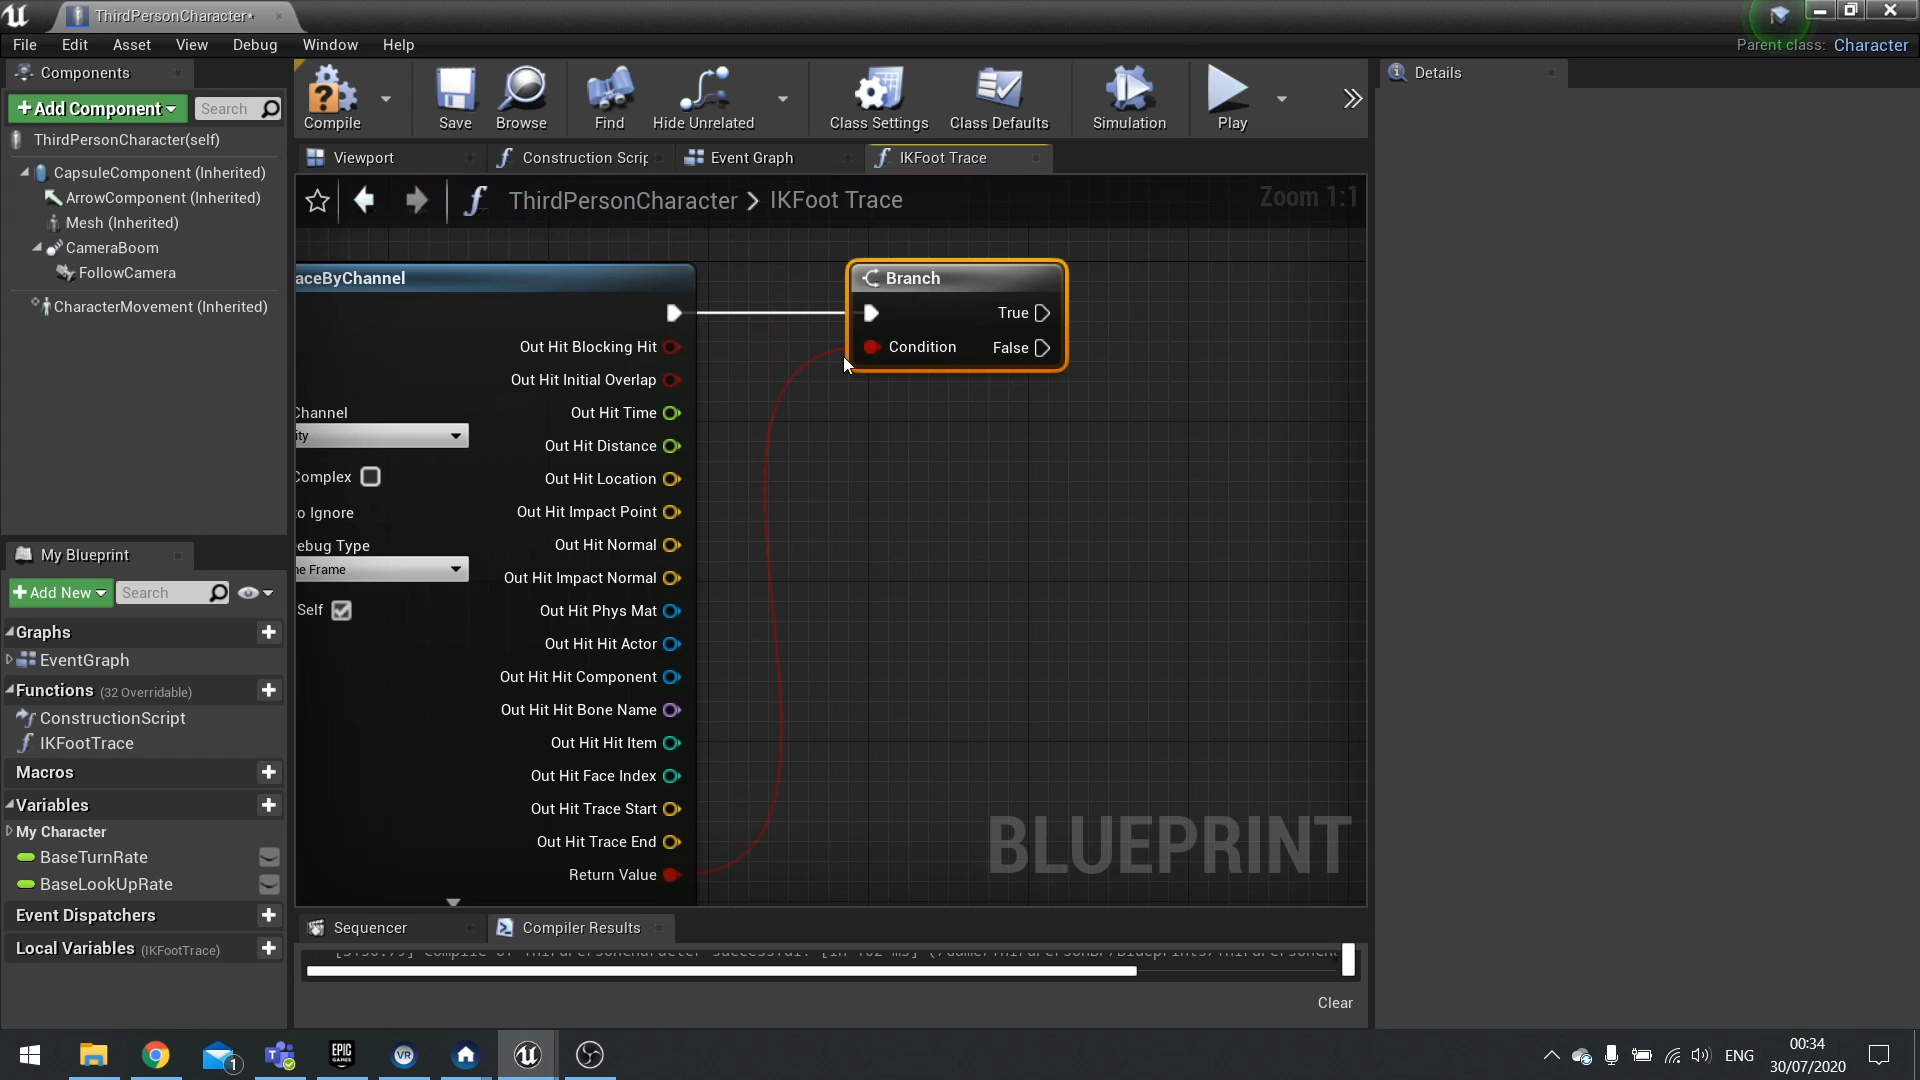 ThirdPersonCharacter*
File Edit Asset View Debug Window Help
Parent class: Character
Components
+Add Component
Search
ThirdPersonCharacter(self)
CapsuleComponent (Inherited)
ArrowComponent (Inherited)
Mesh (Inherited)
CameraBoom
FollowCamera
CharacterMovement (Inherited)
My Blueprint
+Add New
Search
Graphs
EventGraph
Functions (32 Overridable)
ConstructionScript
IKFootTrace
Macros
Variables
My Character
BaseTurnRate
BaseLookUpRate
Event Dispatchers
Local Variables (IKFootTrace)
Compile Save Browse Find Hide Unrelated Class Settings Class Defaults Simulation Play
Viewport Construction Scrip Event Graph IKFoot Trace
ThirdPersonCharacter > IKFoot Trace
Zoom 1:1
aceByChannel
Out Hit Blocking Hit
Out Hit Initial Overlap
Channel
Out Hit Time
ity
Out Hit Distance
Complex
Out Hit Location
to Ignore
Out Hit Impact Point
ebug Type
Out Hit Normal
ne Frame
Out Hit Impact Normal
Self
Out Hit Phys Mat
Out Hit Hit Actor
Out Hit Hit Component
Out Hit Hit Bone Name
Out Hit Hit Item
Out Hit Face Index
Out Hit Trace Start
Out Hit Trace End
Return Value
Branch
True
Condition False
BLUEPRINT
Sequencer Compiler Results
Clear
Details
1
EPIC
GAMES
VR
ENG
00:34
30/07/2020